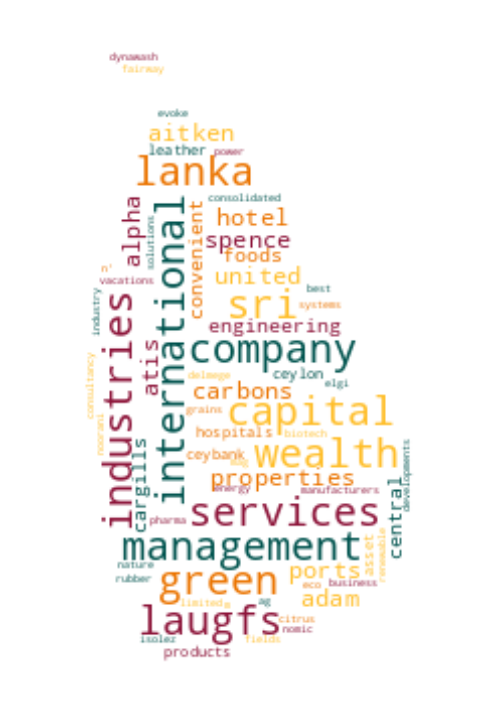 dynawash
fairway
evoke
aitken
leather
power
lanka
consolidated
alpha
solutions
international
convenient
hotel
spence
foods
n'
vacations
united
best
industry
industries
sri
systems
engineering
atis
company
consultancy
delmege
ceylon
elgi
carbons
grains
capital
noorani
hospitals
biotech
cargills
ceybank
wealth
developments
properties
energy
manufacturers
central
services
pharma
management
asset
renewable
nature
rubber
green
ports
eco
business
limited
ag
adam
laugfs
citrus
nomic
isolez
fields
products